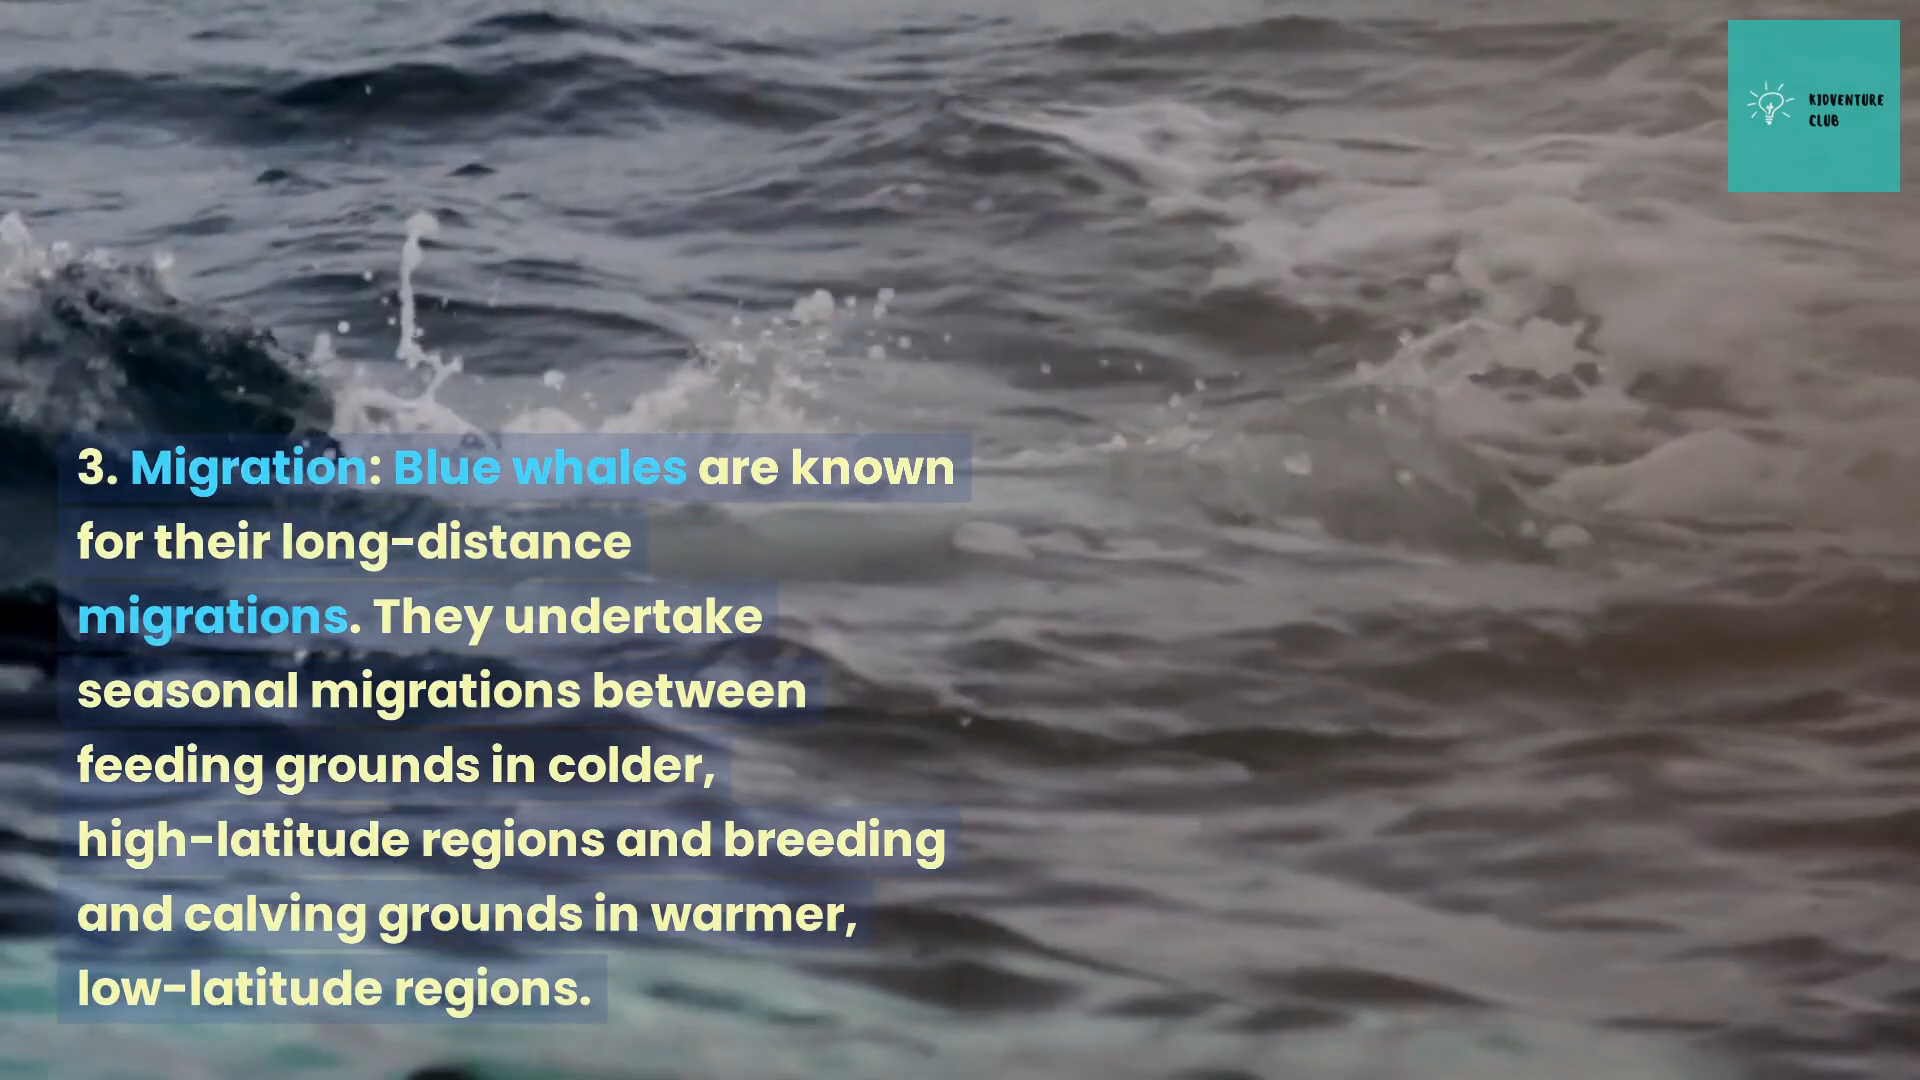 KIDVENTURE
CLUB
3. Migration: Blue whales are known
for their long-distance
migrations. They undertake
seasonal migrations between
feeding grounds in colder,
high-latitude regions and breeding
and calving grounds in warmer,
low-latitude regions.